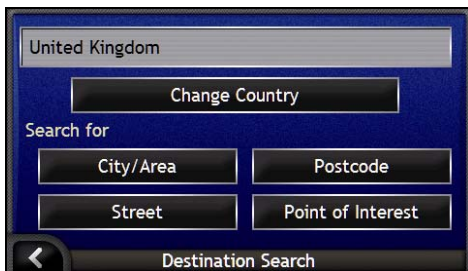 United Kingdom
Change Country
Search for
City/Area Postcode
Street Point of Interest
Destination Search